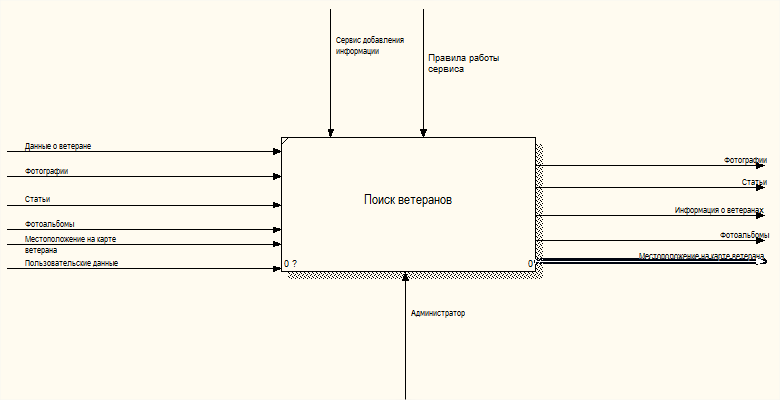 Сервис добавления
информации
Правила работы
сервиса
Данные о ветеране
Фотографии
Статьи
Фотоальбомы
Местоположение на карте
ветерана
Пользовательские данные
Поиск ветеранов
0 ?
0
Фотографии
Статьи
Информация о ветеранах
Фотоальбомы
Местоположение на карте ветерана
Администратор